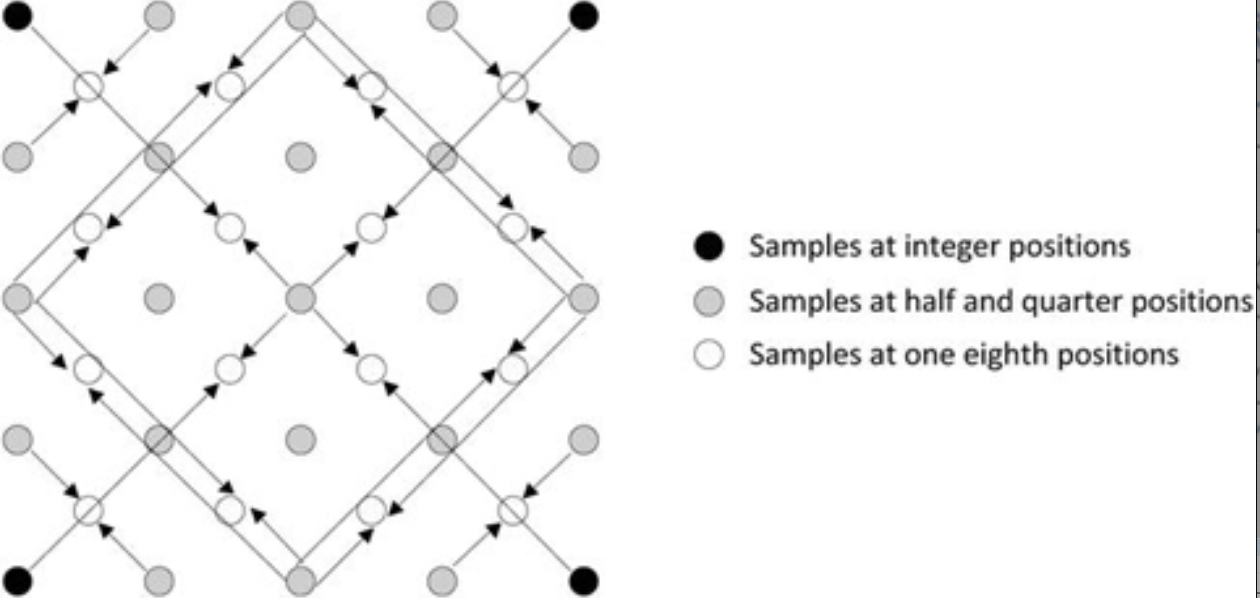 Samples at integer positions
Samples at half and quarter positions
Samples at one eighth positions